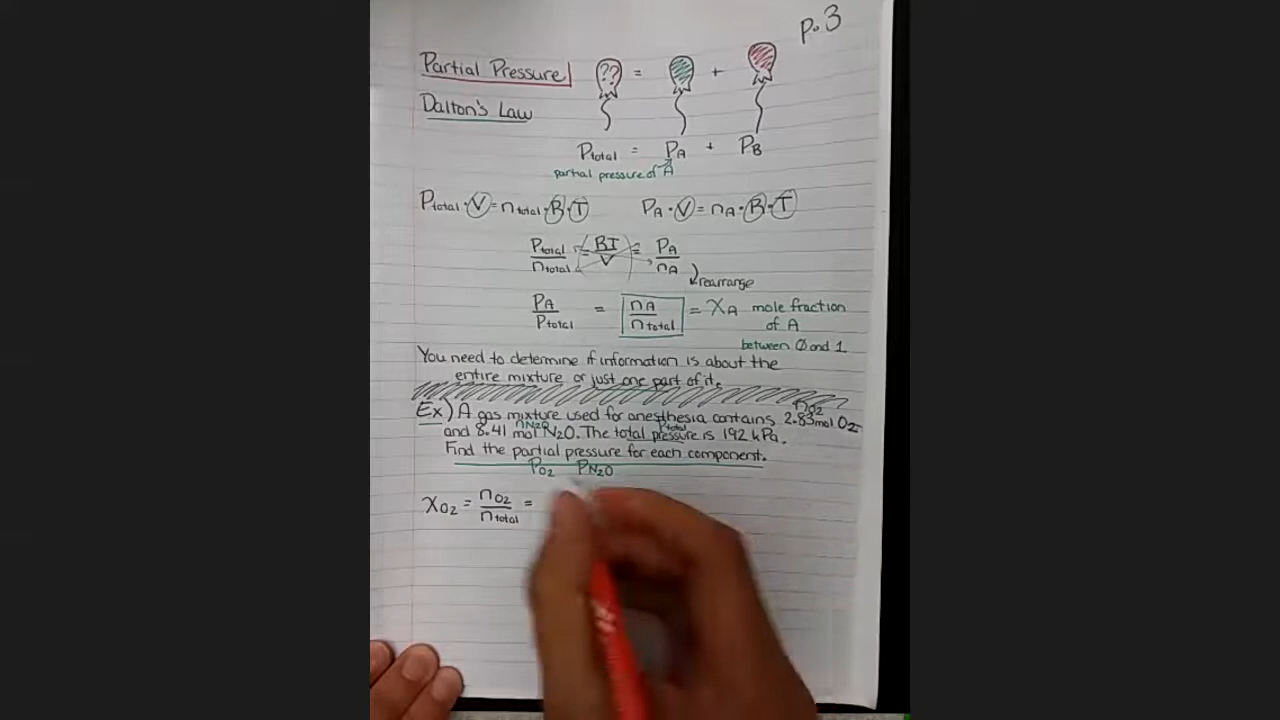 p.3
Partial Pressure
?? = +
Dalton's Law
Ptotal = PA + PB
partial pressure of A
Ptotal · V = ntotal · R · T PA · V = nA · R · T
Ptotal/ntotal = (RT/V) = PA/nA
rearrange
PA/Ptotal = nA/ntotal = XA mole fraction
of A
between 0 and 1
You need to determine if information is about the
entire mixture or just one part of it.
nO2
Ex) A gas mixture used for anesthesia contains 2.83 mol O2
nN2O Ptotal
and 8.41 mol N2O. The total pressure is 192 kPa.
Find the partial pressure for each component.
PO2 PN2O
XO2 = nO2/ntotal =